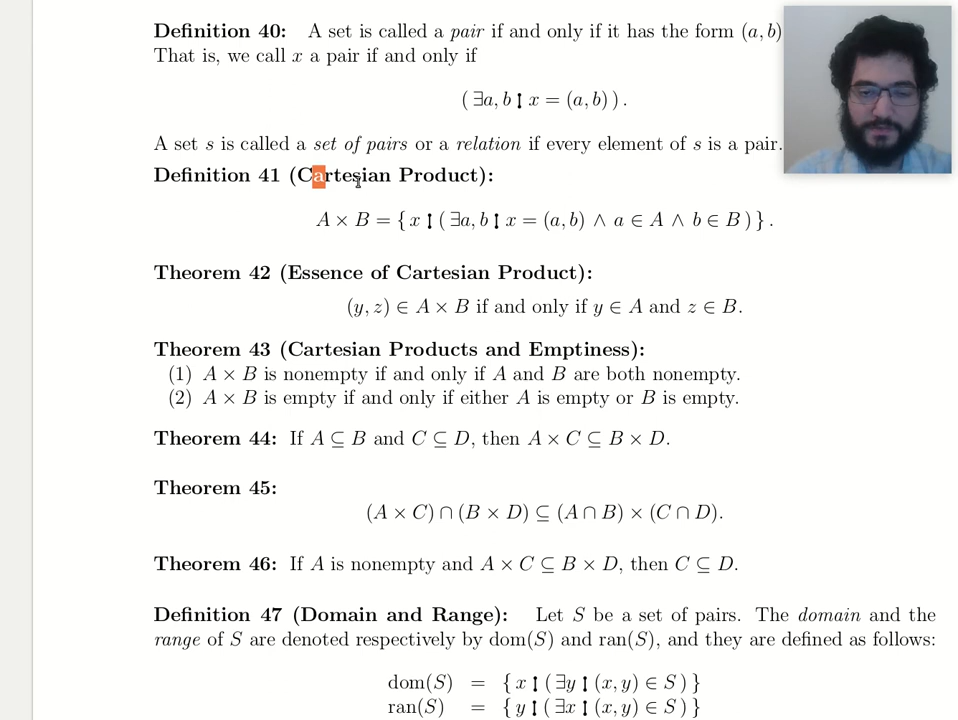 Definition 40: A set is called a pair if and only if it has the form (a, b)
That is, we call x a pair if and only if
( ∃a, b ⫾ x = (a, b) ) .
A set s is called a set of pairs or a relation if every element of s is a pair.
Definition 41 (Cartesian Product):
A × B = { x ⫾ ( ∃a, b ⫾ x = (a, b) ∧ a ∈ A ∧ b ∈ B ) } .
Theorem 42 (Essence of Cartesian Product):
(y, z) ∈ A × B if and only if y ∈ A and z ∈ B.
Theorem 43 (Cartesian Products and Emptiness):
(1) A × B is nonempty if and only if A and B are both nonempty.
(2) A × B is empty if and only if either A is empty or B is empty.
Theorem 44: If A ⊆ B and C ⊆ D, then A × C ⊆ B × D.
Theorem 45:
(A × C) ∩ (B × D) ⊆ (A ∩ B) × (C ∩ D).
Theorem 46: If A is nonempty and A × C ⊆ B × D, then C ⊆ D.
Definition 47 (Domain and Range): Let S be a set of pairs. The domain and the
range of S are denoted respectively by dom(S) and ran(S), and they are defined as follows:
dom(S) = { x ⫾ ( ∃y ⫾ (x, y) ∈ S ) }
ran(S) = { y ⫾ ( ∃x ⫾ (x, y) ∈ S ) }